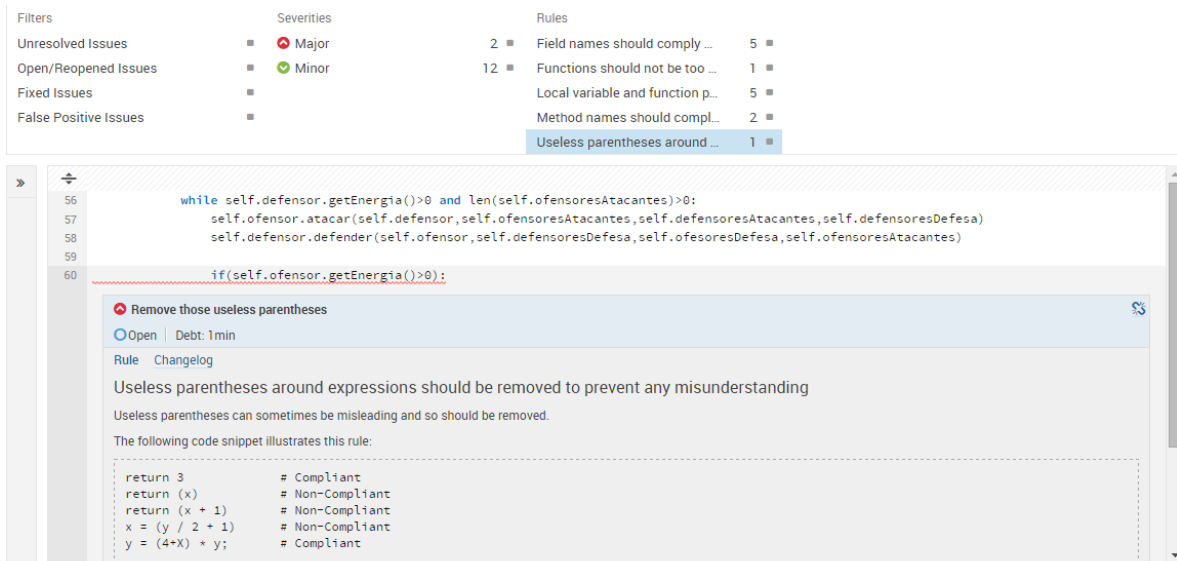 Filters Severities Rules
Unresolved Issues Major 2 Field names should comply ... 5
Open/Reopened Issues Minor 12 Functions should not be too ... 1
Fixed Issues Local variable and function p... 5
False Positive Issues Method names should compl... 2
Useless parentheses around ... 1
56 while self.defensor.getEnergia()>0 and len(self.ofensoresAtacantes)>0:
57 self.ofensor.atacar(self.defensor,self.ofensoresAtacantes,self.defensoresAtacantes,self.defensoresDefesa)
58 self.defensor.defender(self.ofensor,self.defensoresDefesa,self.ofesoresDefesa,self.ofensoresAtacantes)
59
60 if(self.ofensor.getEnergia()>0):
Remove those useless parentheses
Open Debt: 1min
Rule Changelog
Useless parentheses around expressions should be removed to prevent any misunderstanding
Useless parentheses can sometimes be misleading and so should be removed.
The following code snippet illustrates this rule:
return 3 # Compliant
return (x) # Non-Compliant
return (x + 1) # Non-Compliant
x = (y / 2 + 1) # Non-Compliant
y = (4+X) * y; # Compliant